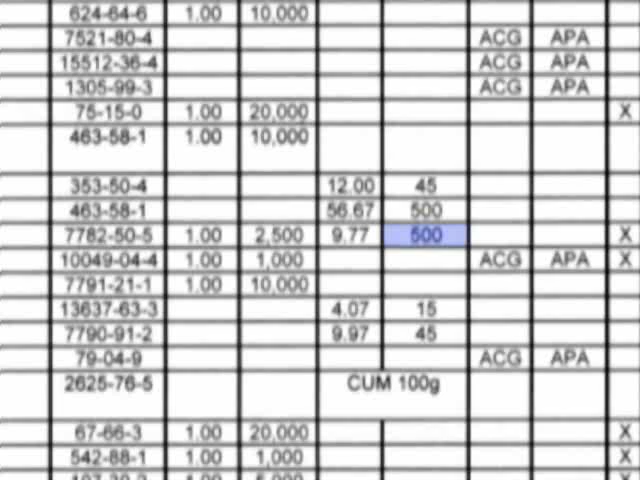 624-64-6 1.00 10,000
7521-80-4 ACG APA
15512-36-4 ACG APA
1305-99-3 ACG APA
75-15-0 1.00 20,000 X
463-58-1 1.00 10,000
353-50-4 12.00 45
463-58-1 56.67 500
7782-50-5 1.00 2,500 9.77 500 X
10049-04-4 1.00 1,000 ACG APA X
7791-21-1 1.00 10,000
13637-63-3 4.07 15
7790-91-2 9.97 45
79-04-9 ACG APA
2625-76-5 CUM 100g
67-66-3 1.00 20,000 X
542-88-1 1.00 1,000 X